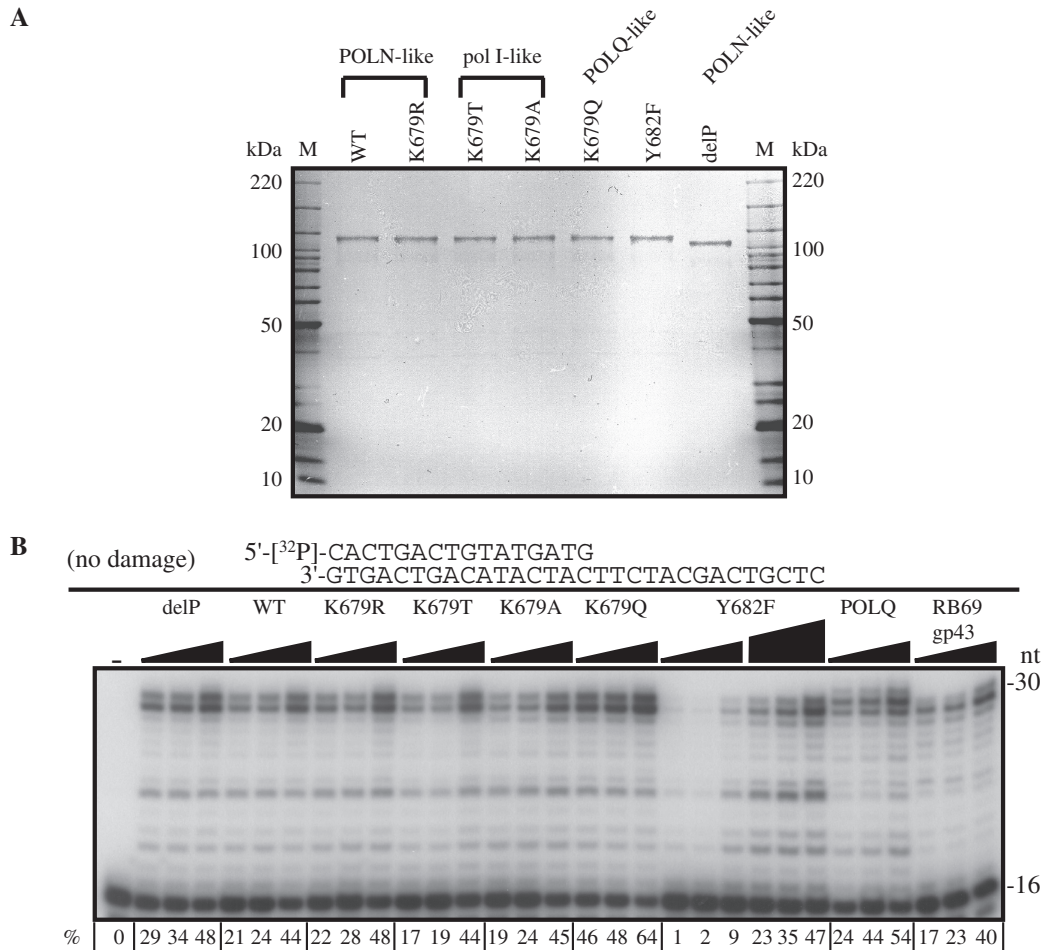 A
POLN-like
pol I-like
POLQ-like
POLN-like
kDa M WT K679R K679T K679A K679Q Y682F delP M kDa
220 220
100 100
50 50
20 20
10 10
B
(no damage)
5'-[32P]-CACTGACTGTATGATG
3'-GTGACTGACATACTACTTCTACGACTGCTC
delP WT K679R K679T K679A K679Q Y682F POLQ RB69 gp43
- nt
-30
-16
% 0 29 34 48 21 24 44 22 28 48 17 19 44 19 24 45 46 48 64 1 2 9 23 35 47 24 44 54 17 23 40